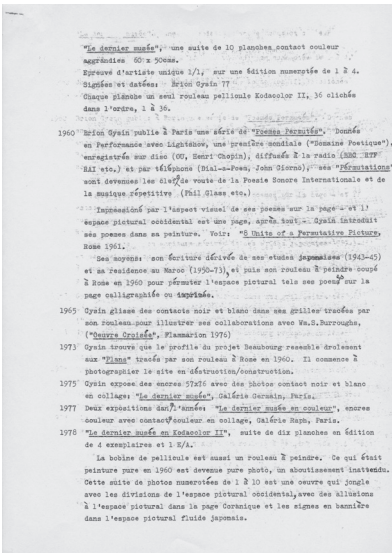 "Le dernier musée", une suite de 10 planches contact couleur
aggrandies 60 x 50cms.
Epreuve d'artiste unique 1/1, sur une édition numerotée de 1 à 4.
Signées et datées: Brion Gysin 77
Chaque planche un seul rouleau pellicule Kodacolor II, 36 clichés
dans l'ordre, 1 à 36.
1960 Brion Gysin publie à Paris une série de "Poemes Permutés". Donnés
en Performance avec Lightshow, une première mondiale ("Semaine Poetique"),
enregistrés sur disc (OU, Henri Chopin), diffusés à la radio (BBC RTF
RAI etc.) et par téléphone (Dial-a-Poem, John Giorno), ses "Permutations"
sont devenues les clefs de voute de la Poesie Sonore Internationale et de
la musique répetitive (Phil Glass etc.)
Impressioné par l'aspect visuel de ses poemes sur la page - et l'
espace pictural occidental est une page, après tout - Gysin introduit
ses poemes dans sa peinture. Voir: "8 Units of a Permutative Picture,
Rome 1961.
Ses moyens: son écriture dérivée de ses etudes japonaises (1943-45)
et sa residence au Maroc (1950-73), et puis son rouleau à peindre coupé
à Rome en 1960 pour pérmuter l'espace pictural tels ses poemes sur la
page calligraphiée ou imprimée.
1965 Gysin glisse des contacts noir et blanc dans ses grilles tracées par
son rouleau pour illustrer ses collaborations avec Wm.S.Burroughs,
("Oeuvre Croisée", Flammarion 1976)
1973 Gysin trouve que le profile du projet Beaubourg resemble drolement
aux "Plans" tracés par son rouleau à Rome en 1960. Il commence à
photographier le site en déstruction/construction.
1975 Gysin expose des encres 57x76 avec des photos contact noir et blanc
en collage; "Le dernier musée", Galérie Germain, Paris.
1977 Deux expositions dans l'année: "Le dernier musée en couleur", encres
couleur avec contact couleur en collage, Galérie Raph, Paris.
1978 "Le dernier musée en Kodacolor II", suite de dix planches en édition
de 4 exemplaires et 1 E/A.
La bobine de pellicule est aussi un rouleau à peindre. Ce qui était
peinture pure en 1960 est devenue pure photo, un aboutissement inattendu.
Cette suite de photos numerotées de 1 à 10 est une oeuvre qui jongle
avec les divisions de l'espace pictural occidental, avec des allusions
à l'espace pictural dans la page Coranique et les signes en bannière
dans l'espace pictural fluide japonais.